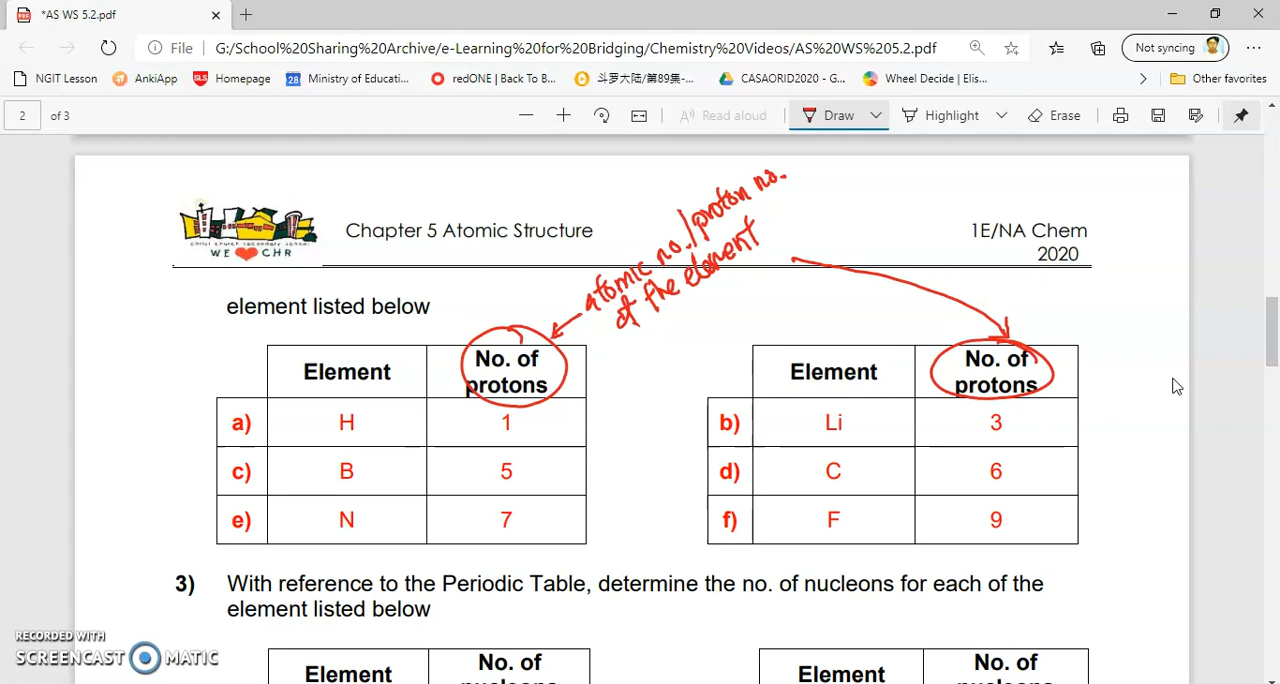 *AS WS 5.2.pdf
File G:/School%20Sharing%20Archive/e-Learning%20for%20Bridging/Chemistry%20Videos/AS%20WS%205.2.pdf Not syncing
NGIT Lesson AnkiApp SLS Homepage 28 Ministry of Educati... redONE | Back To B... 斗罗大陆/第89集-... CASAORID2020 - G... Wheel Decide | Elis... Other favorites
2 of 3 Read aloud Draw Highlight Erase
atomic no./proton no.
of the element
christ church secondary school
WE CHR
Chapter 5 Atomic Structure
1E/NA Chem
2020
element listed below
Element No. of protons
a) H 1
c) B 5
e) N 7
Element No. of protons
b) Li 3
d) C 6
f) F 9
3) With reference to the Periodic Table, determine the no. of nucleons for each of the
element listed below
Element No. of
Element No. of
RECORDED WITH
SCREENCAST MATIC